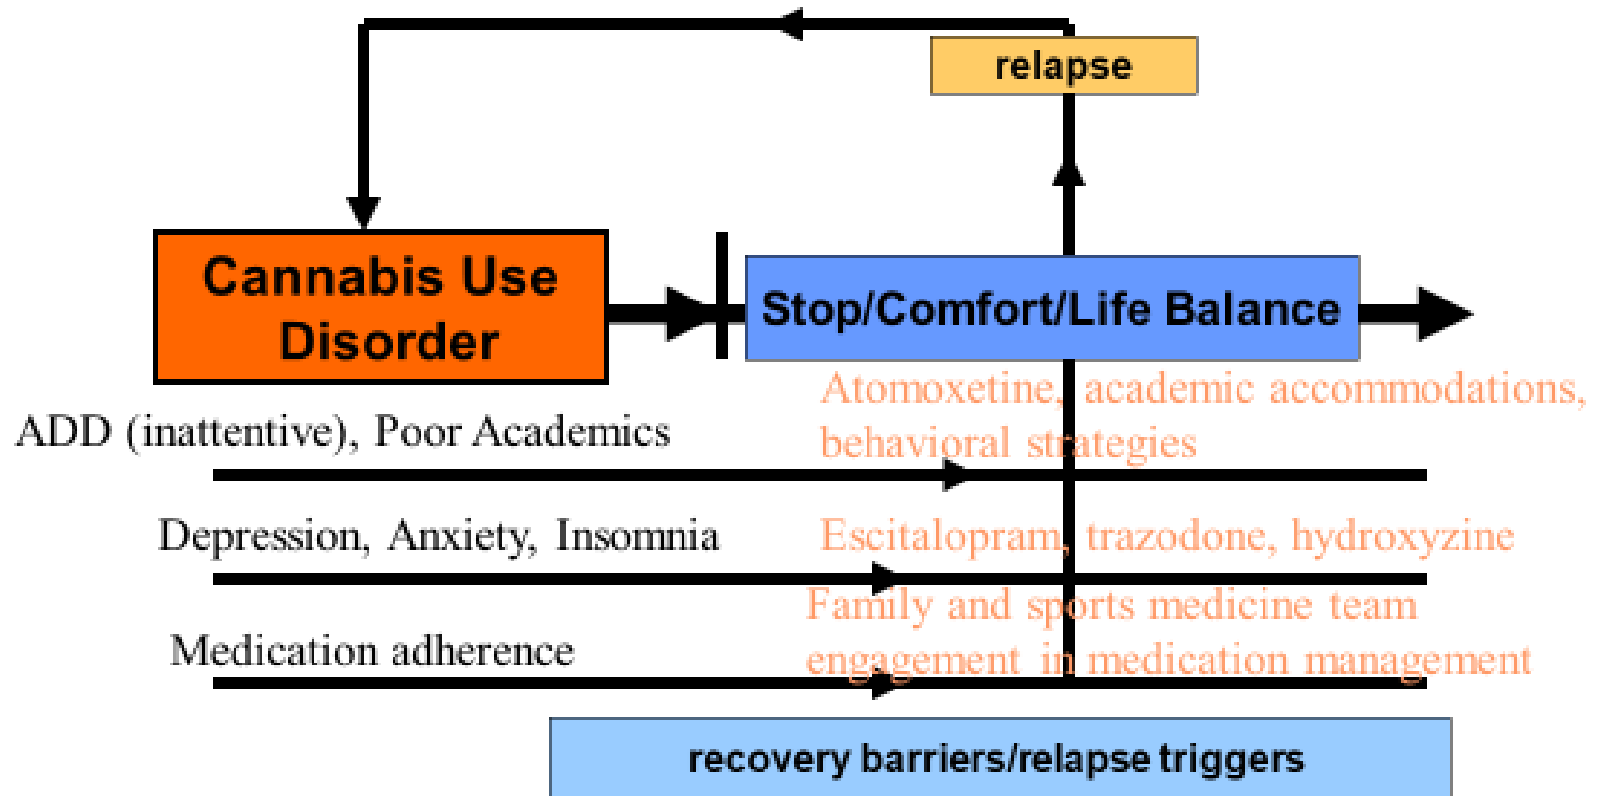 relapse
Cannabis Use
Disorder
Stop/Comfort/Life Balance
Atomoxetine, academic accommodations,
behavioral strategies
ADD (inattentive), Poor Academics
Depression, Anxiety, Insomnia
Escitalopram, trazodone, hydroxyzine
Family and sports medicine team
engagement in medication management
Medication adherence
recovery barriers/relapse triggers